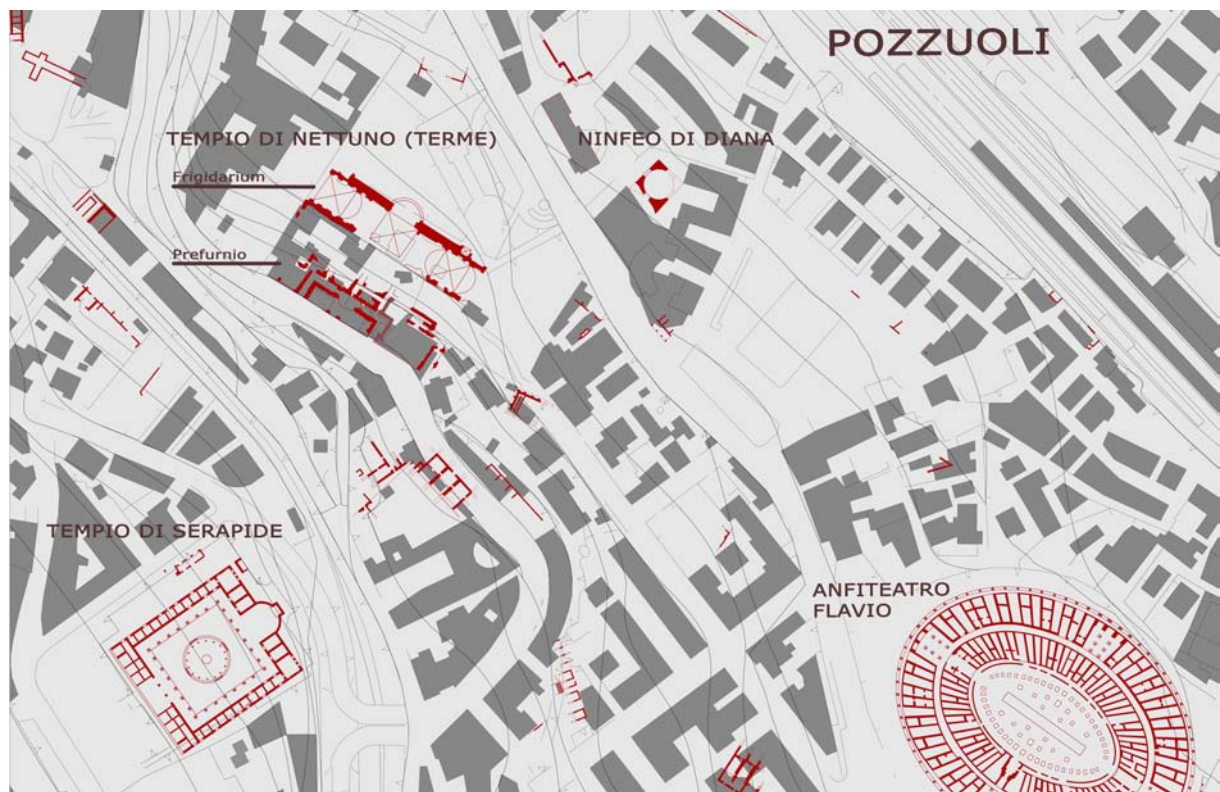 POZZUOLI
TEMPIO DI NETTUNO (TERME)
NINFEO DI DIANA
Frigidarium
Prefurnio
TEMPIO DI SERAPIDE
ANFITEATRO
FLAVIO